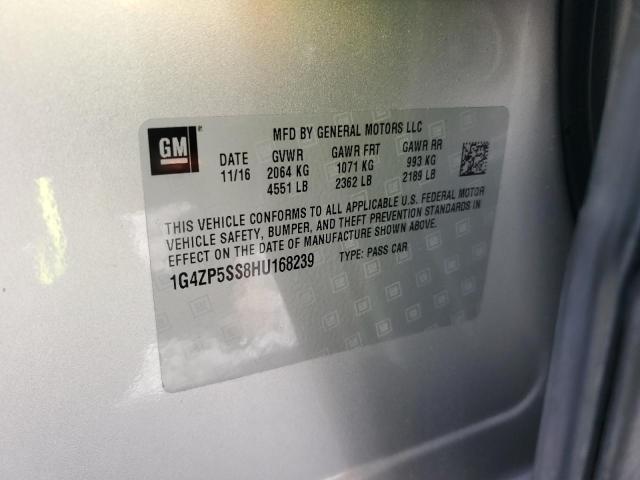 GM
MFD BY GENERAL MOTORS LLC
DATE GVWR GAWR FRT GAWR RR
11/16 2064 KG 1071 KG 993 KG
4551 LB 2362 LB 2189 LB
THIS VEHICLE CONFORMS TO ALL APPLICABLE U.S. FEDERAL MOTOR
VEHICLE SAFETY, BUMPER, AND THEFT PREVENTION STANDARDS IN
EFFECT ON THE DATE OF MANUFACTURE SHOWN ABOVE.
1G4ZP5SS8HU168239 TYPE: PASS CAR